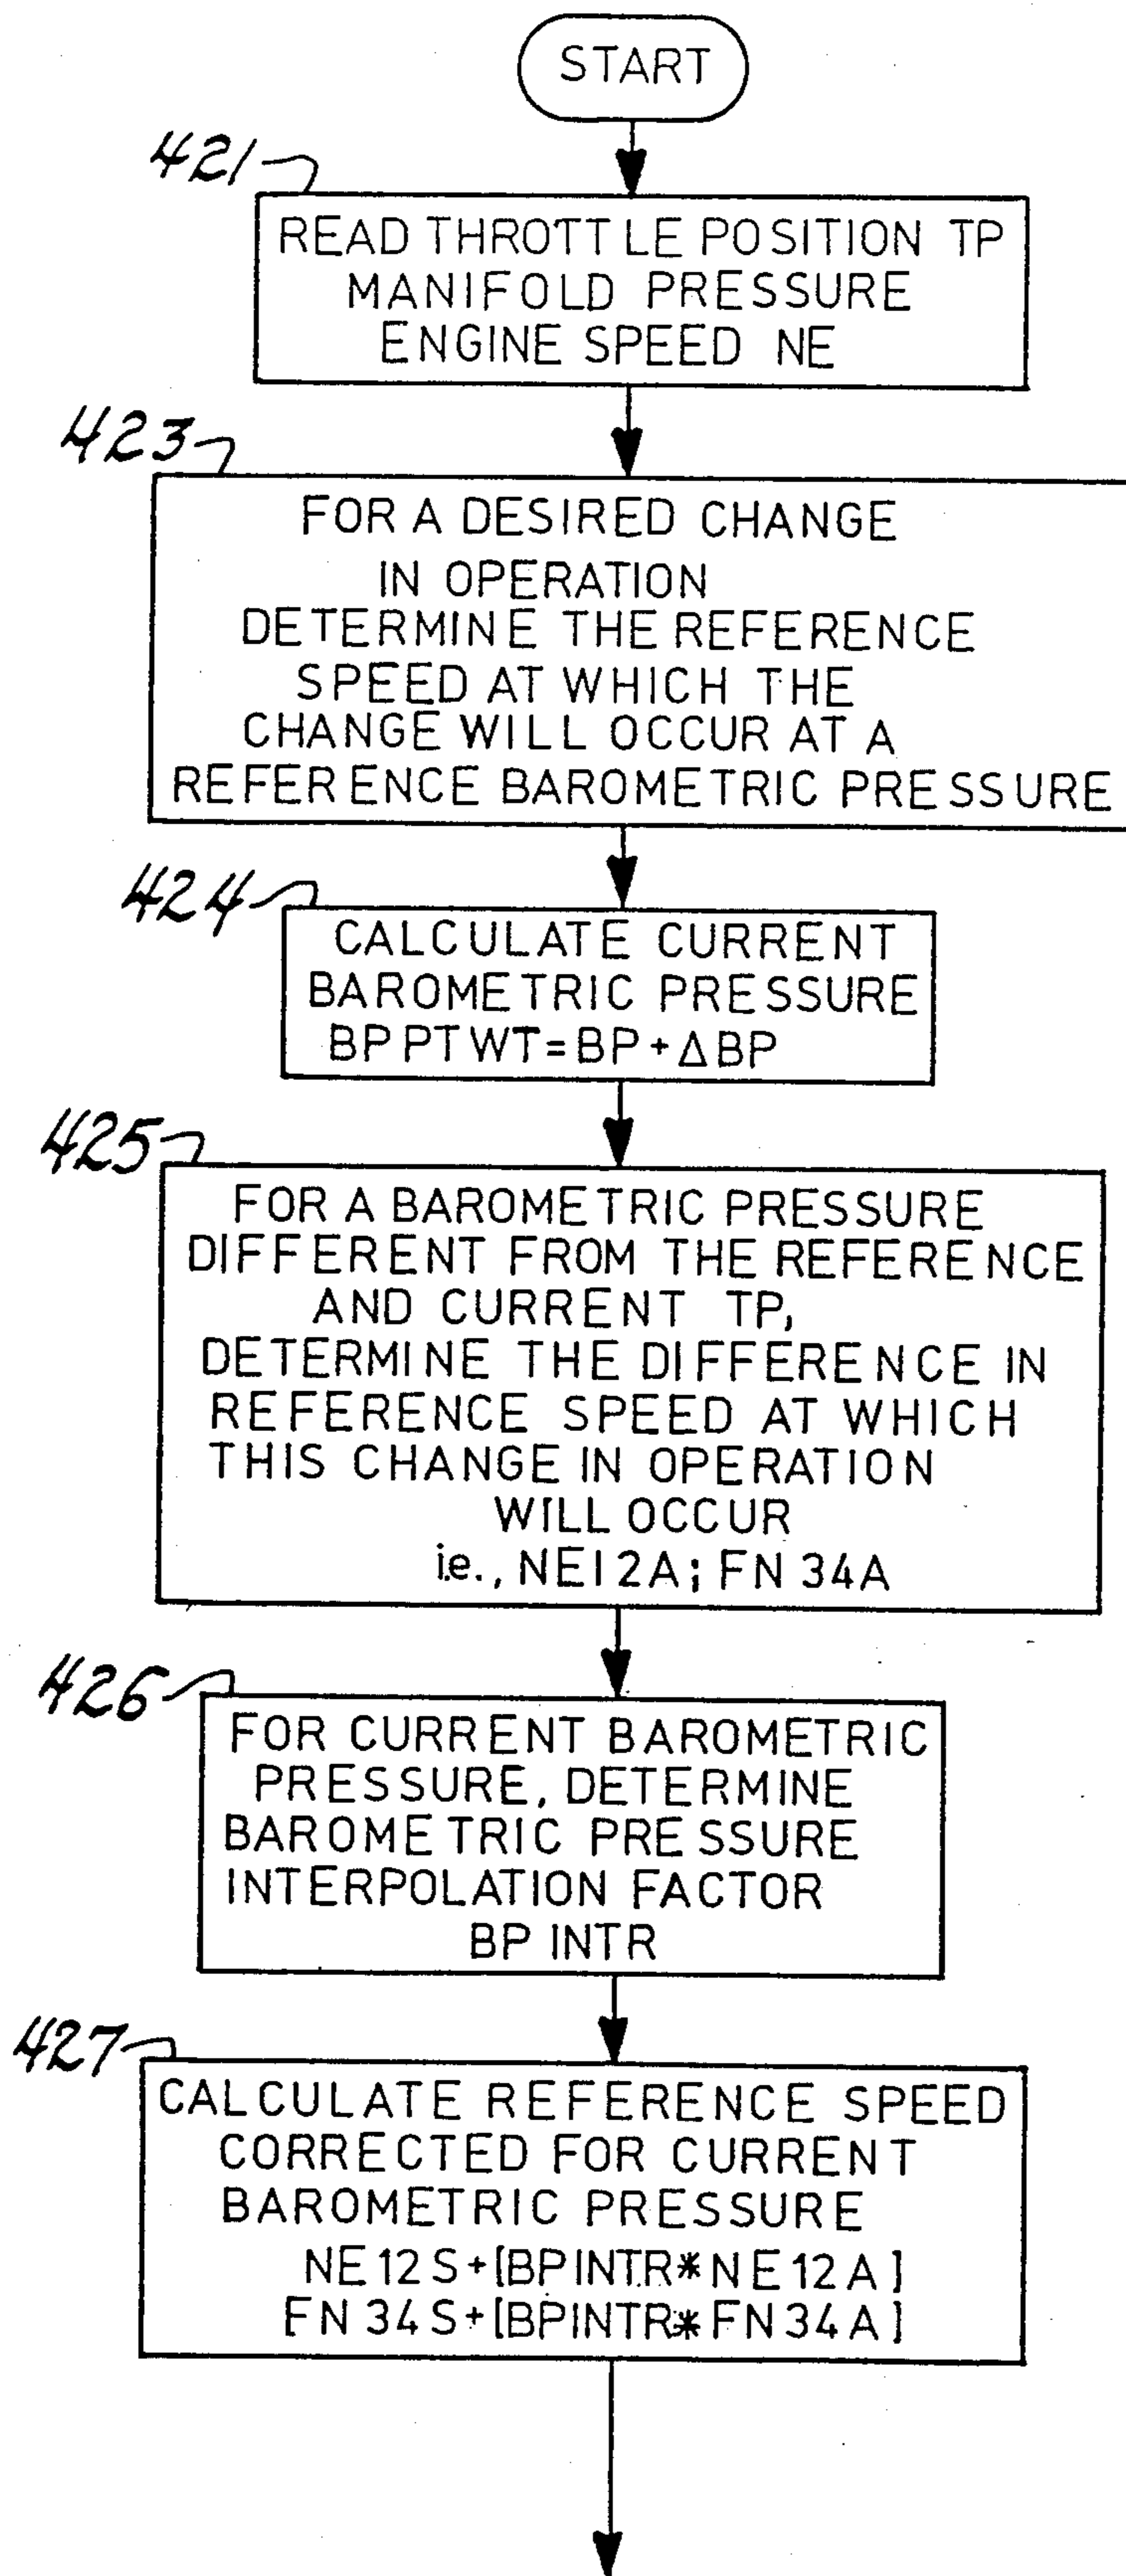 START
421
READ THROTTLE POSITION TP
MANIFOLD PRESSURE
ENGINE SPEED NE
423
FOR A DESIRED CHANGE
IN OPERATION
DETERMINE THE REFERENCE
SPEED AT WHICH THE
CHANGE WILL OCCUR AT A
REFERENCE BAROMETRIC PRESSURE
424
CALCULATE CURRENT
BAROMETRIC PRESSURE
BPPTWT=BP+ΔBP
425
FOR A BAROMETRIC PRESSURE
DIFFERENT FROM THE REFERENCE
AND CURRENT TP,
DETERMINE THE DIFFERENCE IN
REFERENCE SPEED AT WHICH
THIS CHANGE IN OPERATION
WILL OCCUR
i.e., NE12A; FN34A
426
FOR CURRENT BAROMETRIC
PRESSURE, DETERMINE
BAROMETRIC PRESSURE
INTERPOLATION FACTOR
BP INTR
427
CALCULATE REFERENCE SPEED
CORRECTED FOR CURRENT
BAROMETRIC PRESSURE
NE12S+[BPINTR*NE12A]
FN34S+[BPINTR*FN34A]